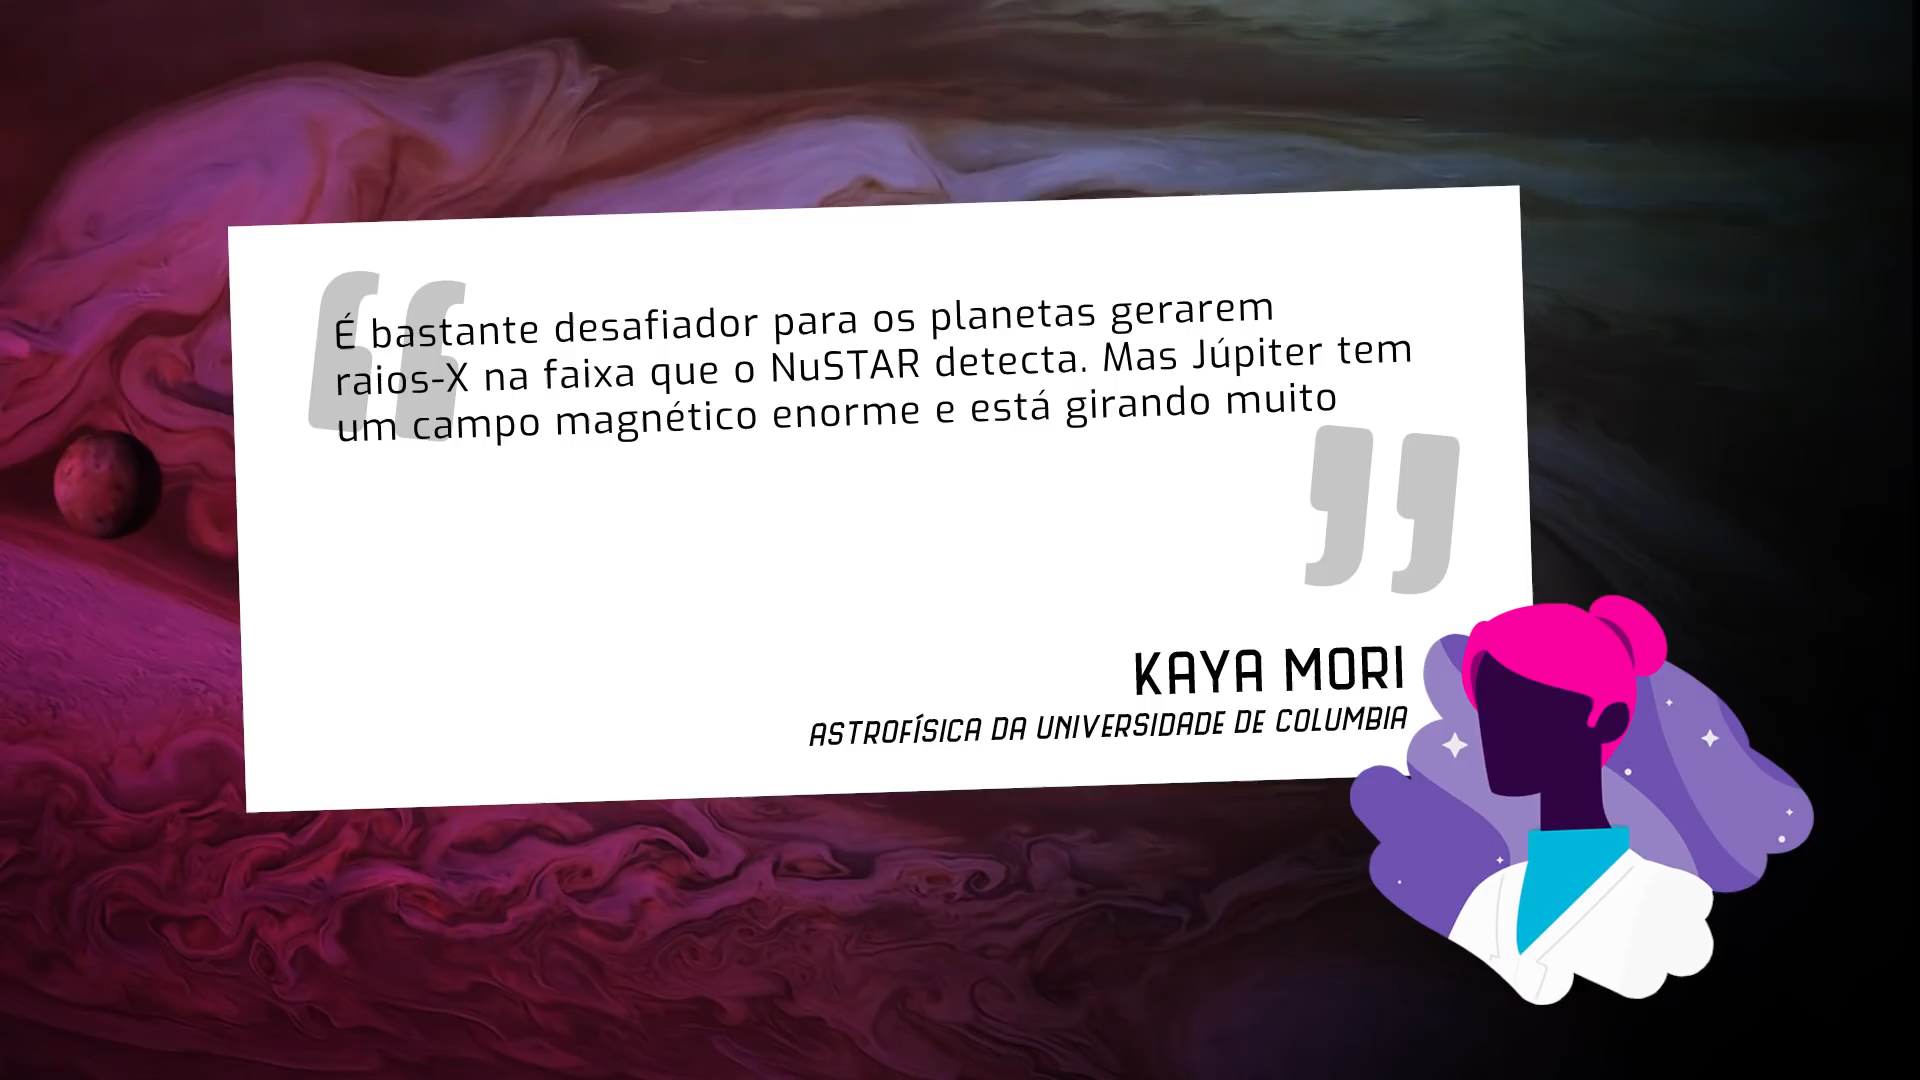 É bastante desafiador para os planetas gerarem
raios-X na faixa que o NuSTAR detecta. Mas Júpiter tem
um campo magnético enorme e está girando muito
KAYA MORI
ASTROFÍSICA DA UNIVERSIDADE DE COLUMBIA